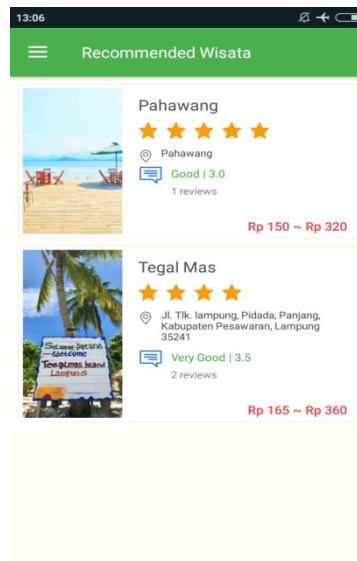 13:06
Recommended Wisata
Pahawang
Pahawang
Good | 3.0
1 reviews
Rp 150 ~ Rp 320
Tegal Mas
Jl. Tlk. lampung, Pidada, Panjang,
Kabupaten Pesawaran, Lampung
35241
Very Good | 3.5
2 reviews
Rp 165 ~ Rp 360
Selamat Datang
Welcome
Lampung